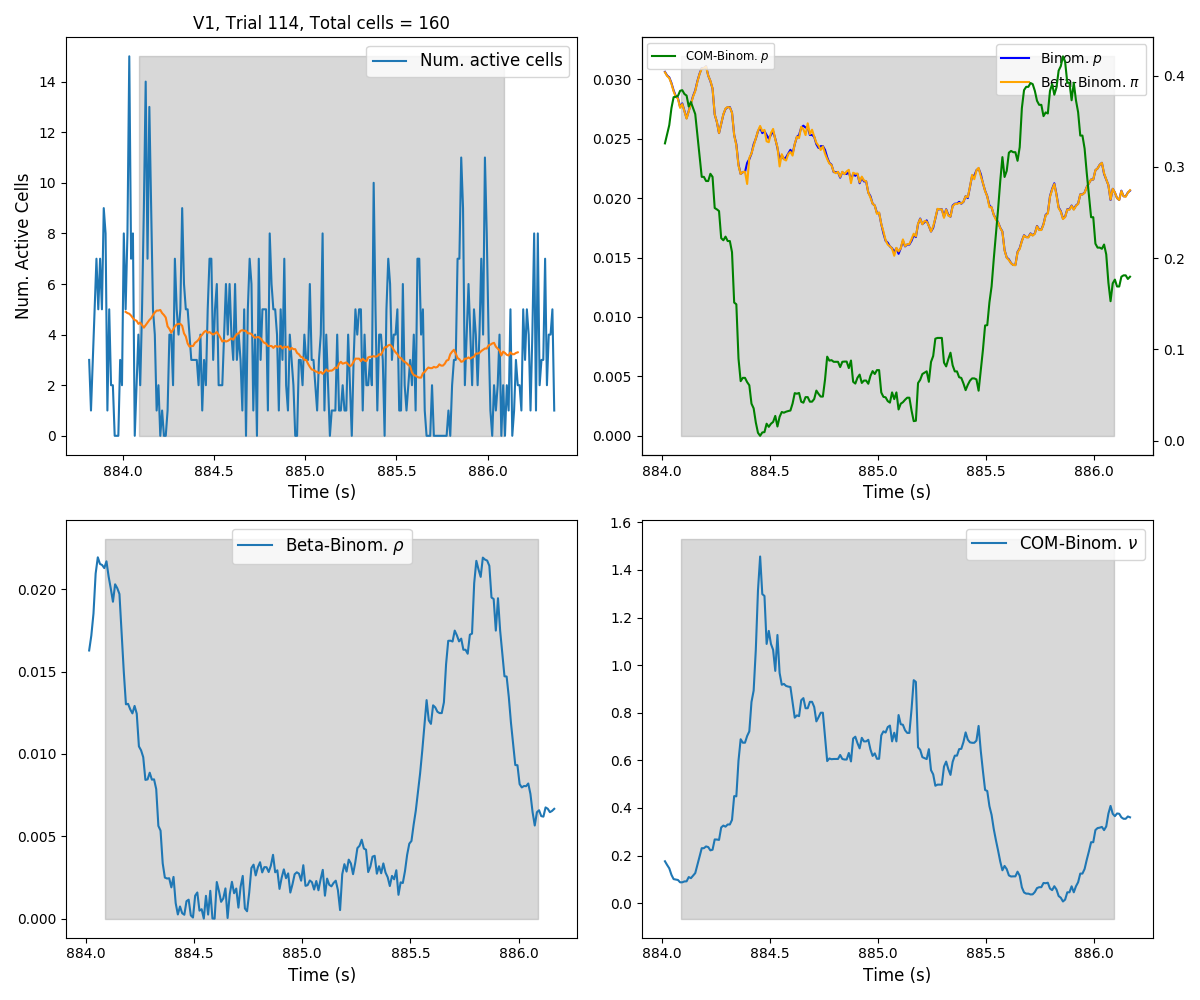 V1, Trial 114, Total cells = 160
Num. active cells
Num. Active Cells
14
12
10
8
6
4
2
0
884.0 884.5 885.0 885.5 886.0
Time (s)
COM-Binom. p
Binom. p
Beta-Binom. π
0.030
0.025
0.020
0.015
0.010
0.005
0.000
0.4
0.3
0.2
0.1
0.0
884.0 884.5 885.0 885.5 886.0
Time (s)
Beta-Binom. ρ
0.020
0.015
0.010
0.005
0.000
884.0 884.5 885.0 885.5 886.0
Time (s)
COM-Binom. ν
1.6
1.4
1.2
1.0
0.8
0.6
0.4
0.2
0.0
884.0 884.5 885.0 885.5 886.0
Time (s)